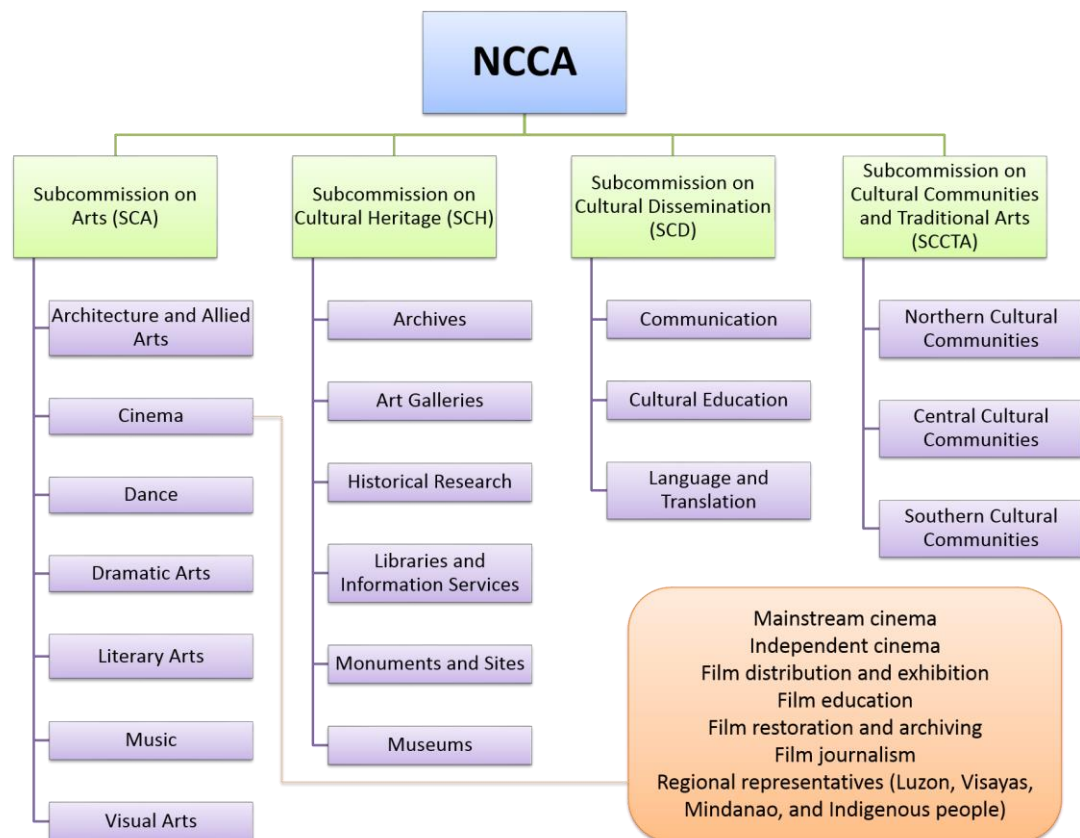 NCCA
Subcommission on
Arts (SCA)
Architecture and Allied
Arts
Cinema
Dance
Dramatic Arts
Literary Arts
Music
Visual Arts
Subcommission on
Cultural Heritage (SCH)
Archives
Art Galleries
Historical Research
Libraries and
Information Services
Monuments and Sites
Museums
Subcommission on
Cultural Dissemination
(SCD)
Communication
Cultural Education
Language and
Translation
Subcommission on
Cultural Communities
and Traditional Arts
(SCCTA)
Northern Cultural
Communities
Central Cultural
Communities
Southern Cultural
Communities
Mainstream cinema
Independent cinema
Film distribution and exhibition
Film education
Film restoration and archiving
Film journalism
Regional representatives (Luzon, Visayas,
Mindanao, and Indigenous people)